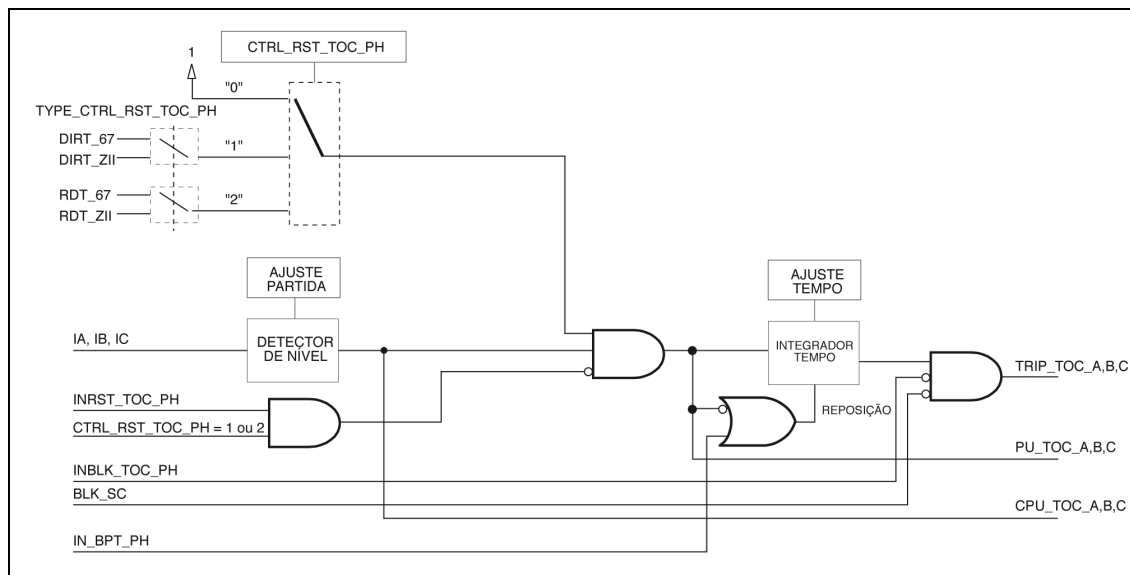 CTRL_RST_TOC_PH
1
"0"
TYPE_CTRL_RST_TOC_PH
DIRT_67
DIRT_ZII
"1"
RDT_67
RDT_ZII
"2"
AJUSTE
PARTIDA
AJUSTE
TEMPO
IA, IB, IC
DETECTOR
DE NÍVEL
INTEGRADOR
TEMPO
TRIP_TOC_A,B,C
INRST_TOC_PH
CTRL_RST_TOC_PH = 1 ou 2
REPOSIÇÃO
PU_TOC_A,B,C
INBLK_TOC_PH
BLK_SC
CPU_TOC_A,B,C
IN_BPT_PH